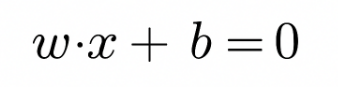 w·x + b = 0